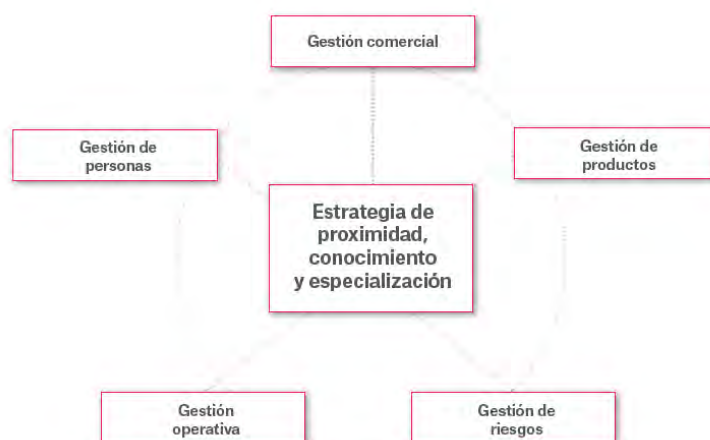 Gestión comercial
Gestión de
personas
Gestión de
productos
Estrategia de
proximidad,
conocimiento
y especialización
Gestión
operativa
Gestión de
riesgos